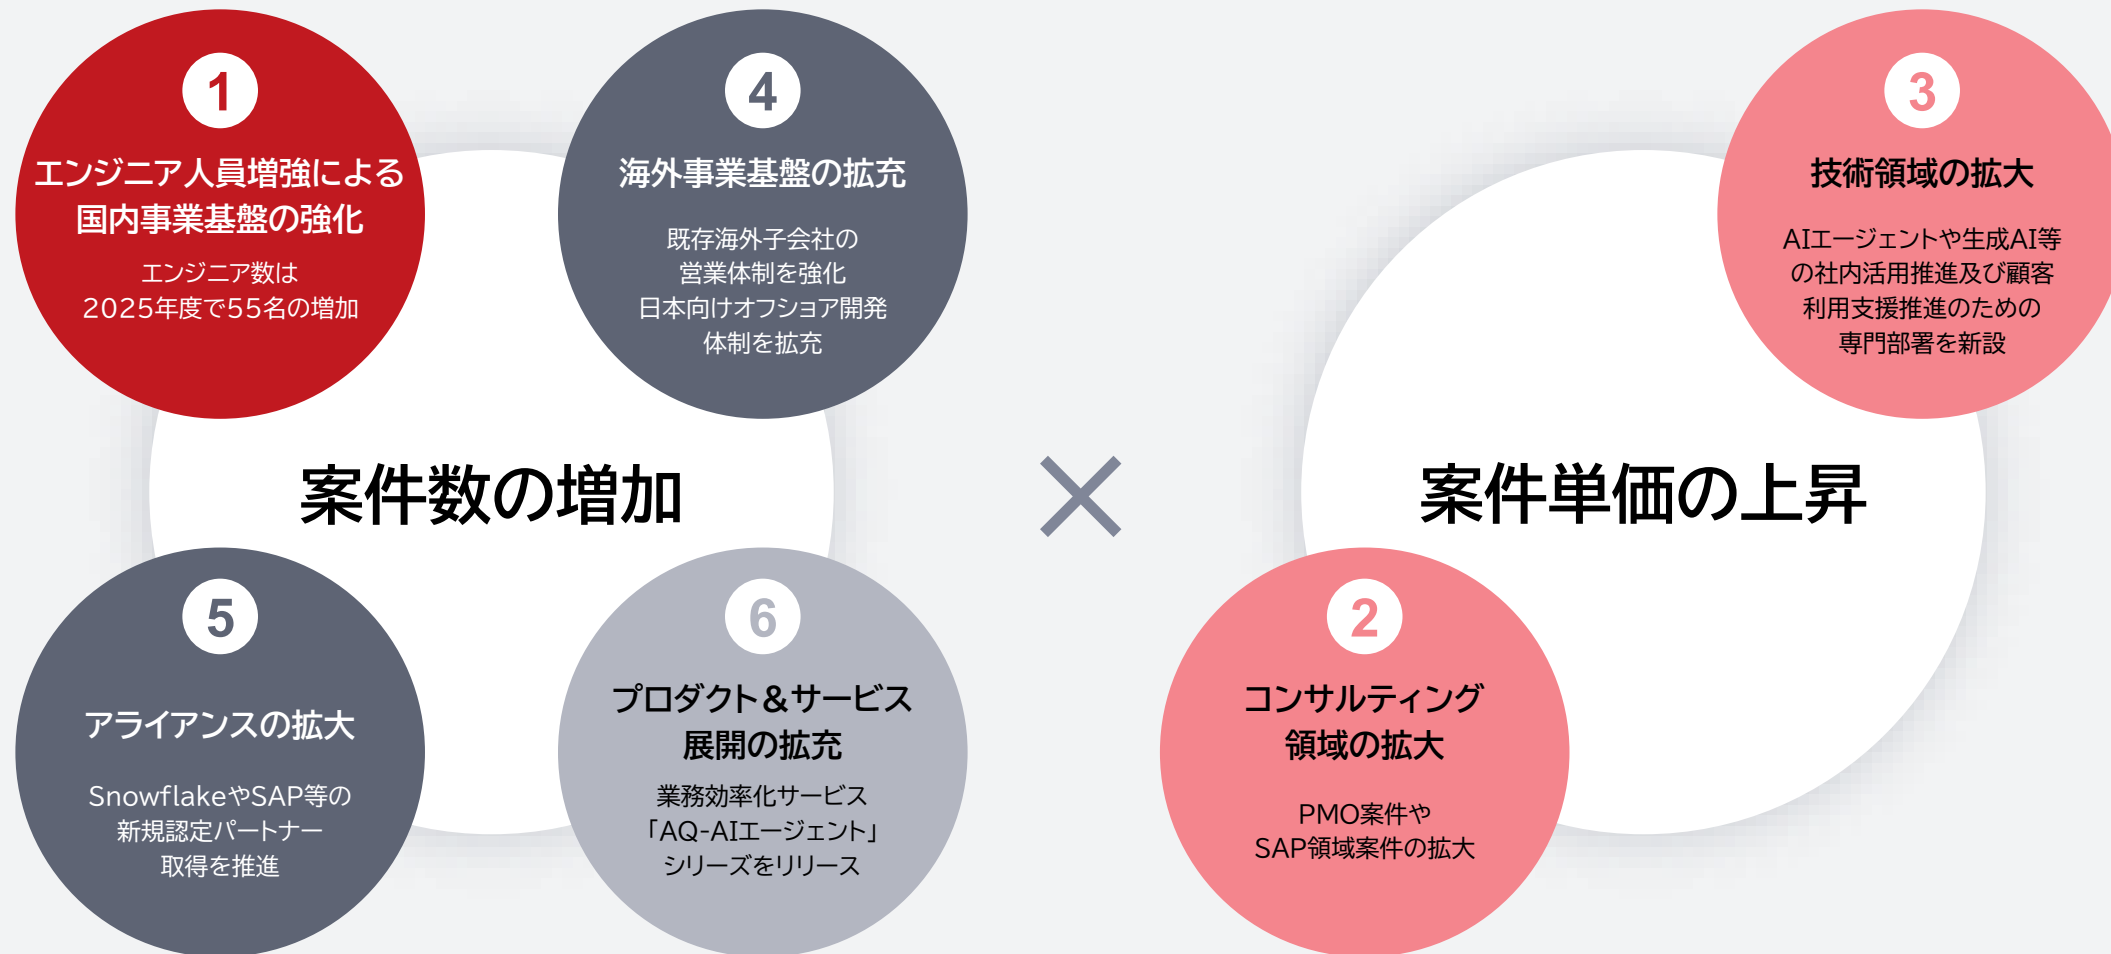 1
エンジニア人員増強による
国内事業基盤の強化
エンジニア数は
2025年度で55名の増加
4
海外事業基盤の拡充
既存海外子会社の
営業体制を強化
日本向けオフショア開発
体制を拡充
案件数の増加
5
アライアンスの拡大
SnowflakeやSAP等の
新規認定パートナー
取得を推進
6
プロダクト＆サービス
展開の拡充
業務効率化サービス
「AQ-AIエージェント」
シリーズをリリース
×
3
技術領域の拡大
AIエージェントや生成AI等
の社内活用推進及び顧客
利用支援推進のための
専門部署を新設
案件単価の上昇
2
コンサルティング
領域の拡大
PMO案件や
SAP領域案件の拡大